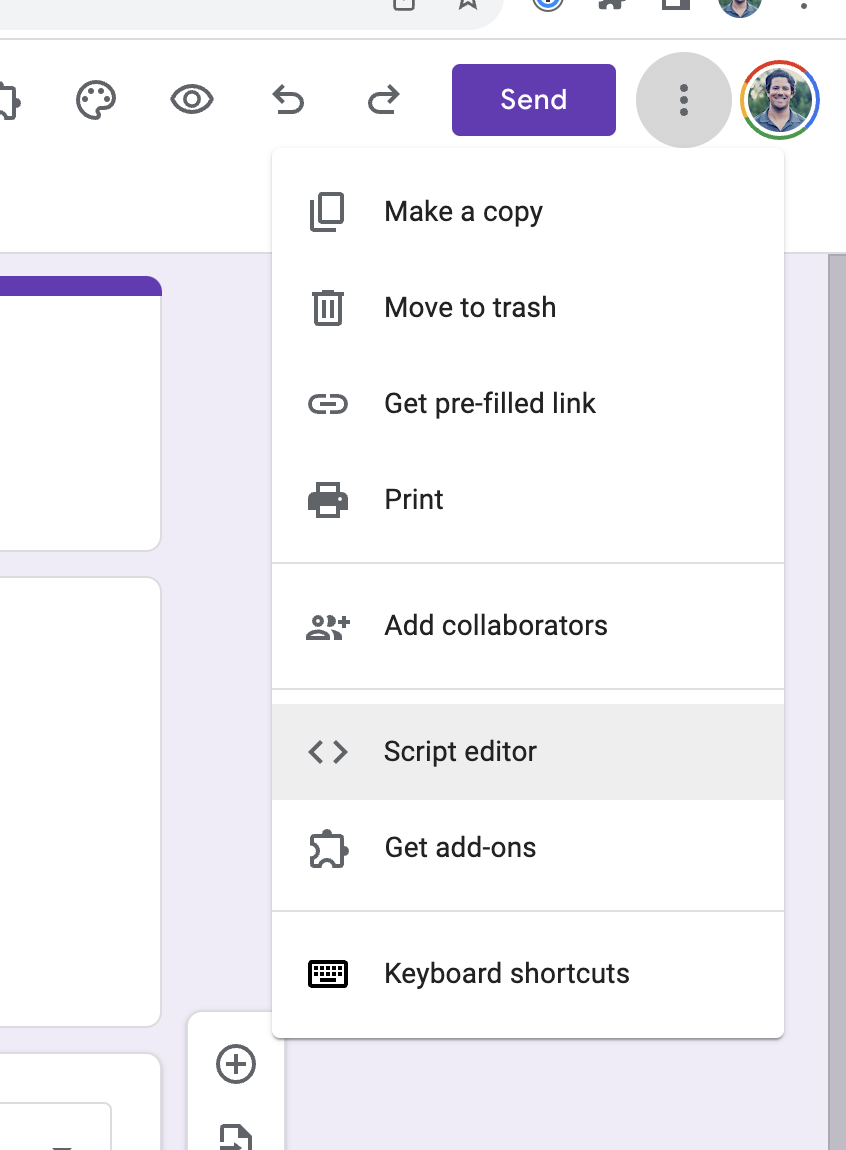 Send
Make a copy
Move to trash
Get pre-filled link
Print
Add collaborators
Script editor
Get add-ons
Keyboard shortcuts